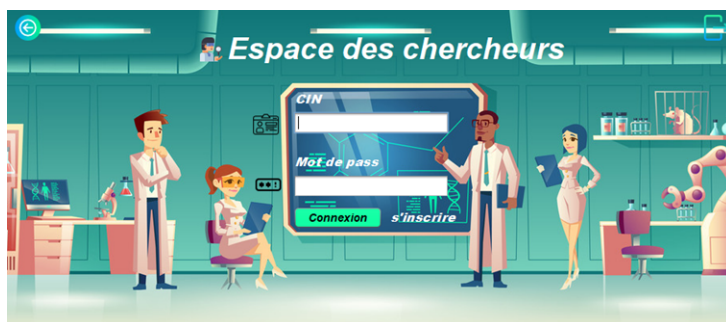 Espace des chercheurs
CIN
Mot de pass
Connexion s'inscrire